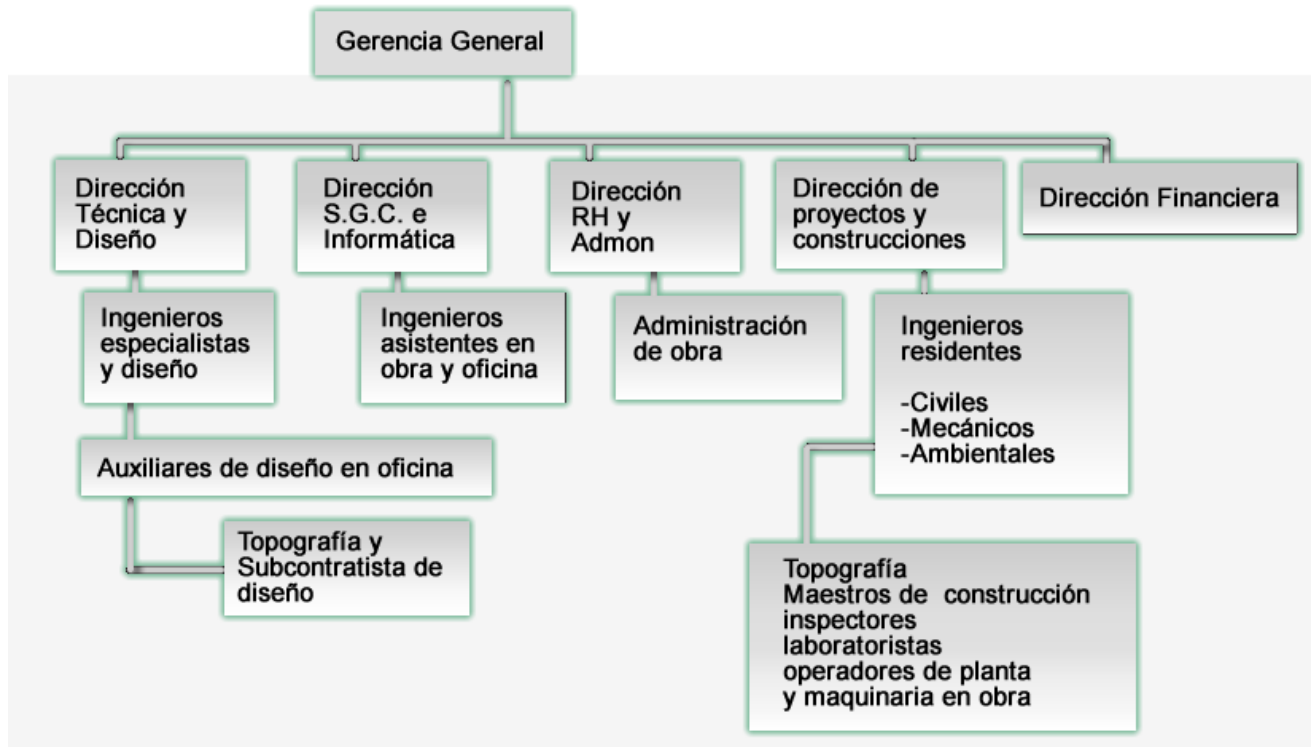 Gerencia General
Dirección
Técnica y
Diseño
Dirección
S.G.C. e
Informática
Dirección
RH y
Admon
Dirección de
proyectos y
construcciones
Dirección Financiera
Ingenieros
especialistas
y diseño
Ingenieros
asistentes en
obra y oficina
Administración
de obra
Ingenieros
residentes
-Civiles
-Mecánicos
-Ambientales
Auxiliares de diseño en oficina
Topografía y
Subcontratista de
diseño
Topografía
Maestros de construcción
inspectores
laboratoristas
operadores de planta
y maquinaria en obra